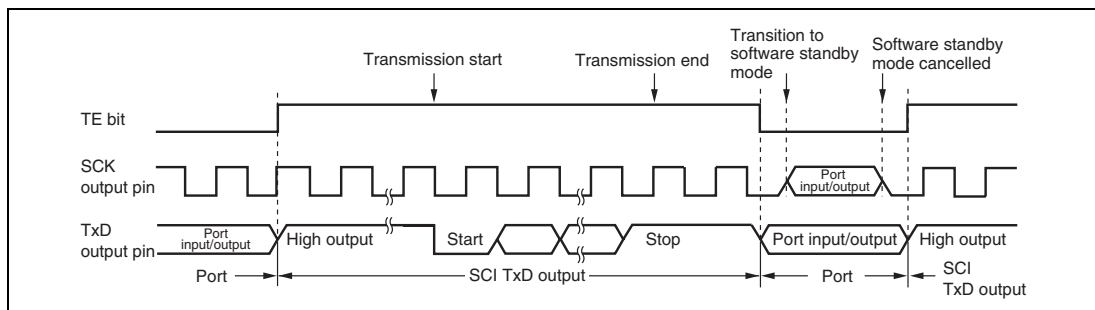 Transition to
software standby
mode
Software standby
mode cancelled
Transmission start
Transmission end
TE bit
SCK
output pin
Port
input/output
TxD
output pin
Port
input/output
High output
Start
Stop
Port input/output
High output
Port
SCI TxD output
Port
SCI
TxD output